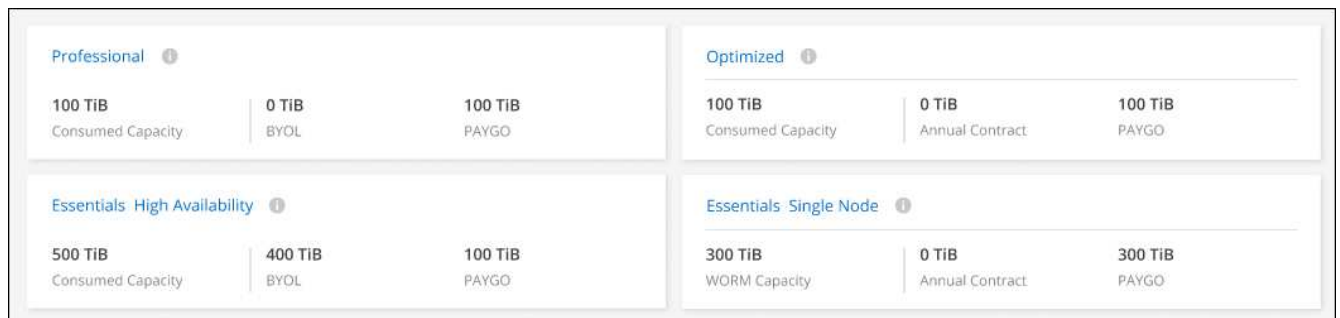 Professional
100 TiB 0 TiB 100 TiB
Consumed Capacity BYOL PAYGO
Optimized
100 TiB 0 TiB 100 TiB
Consumed Capacity Annual Contract PAYGO
Essentials High Availability
500 TiB 400 TiB 100 TiB
Consumed Capacity BYOL PAYGO
Essentials Single Node
300 TiB 0 TiB 300 TiB
WORM Capacity Annual Contract PAYGO